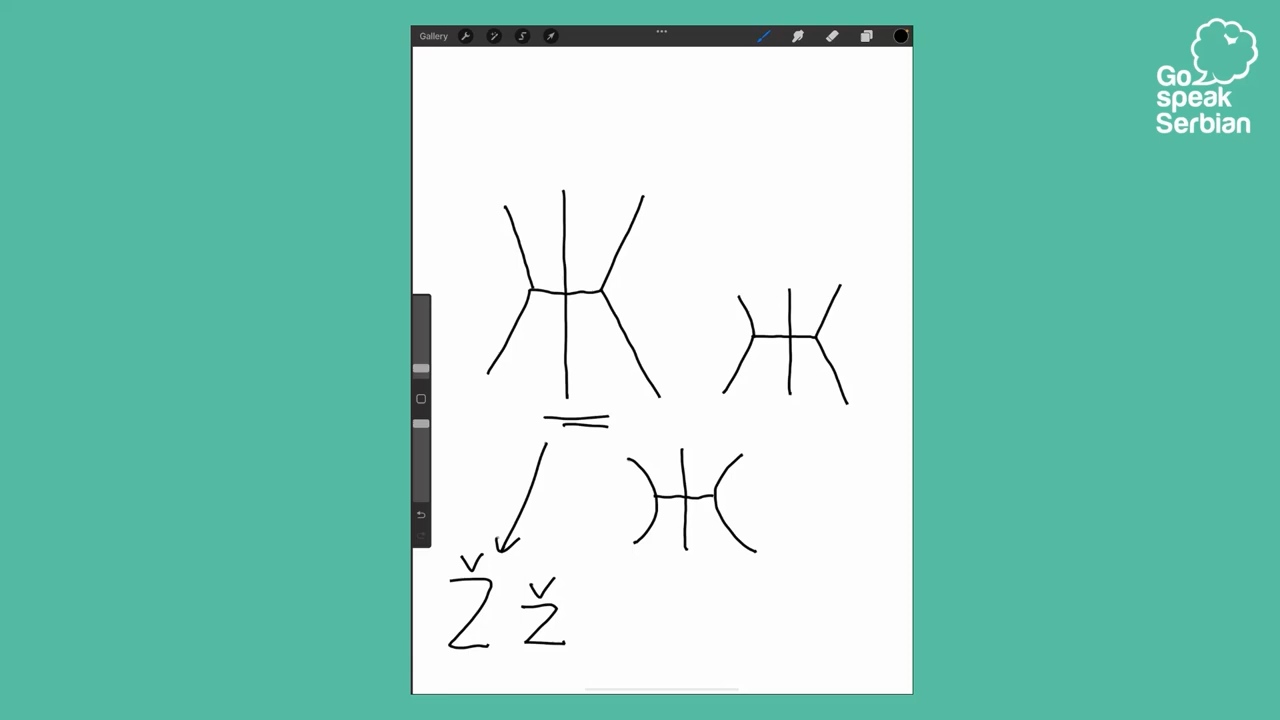 Gallery
Go
speak
Serbian
Ж ж
ж
Ž ž